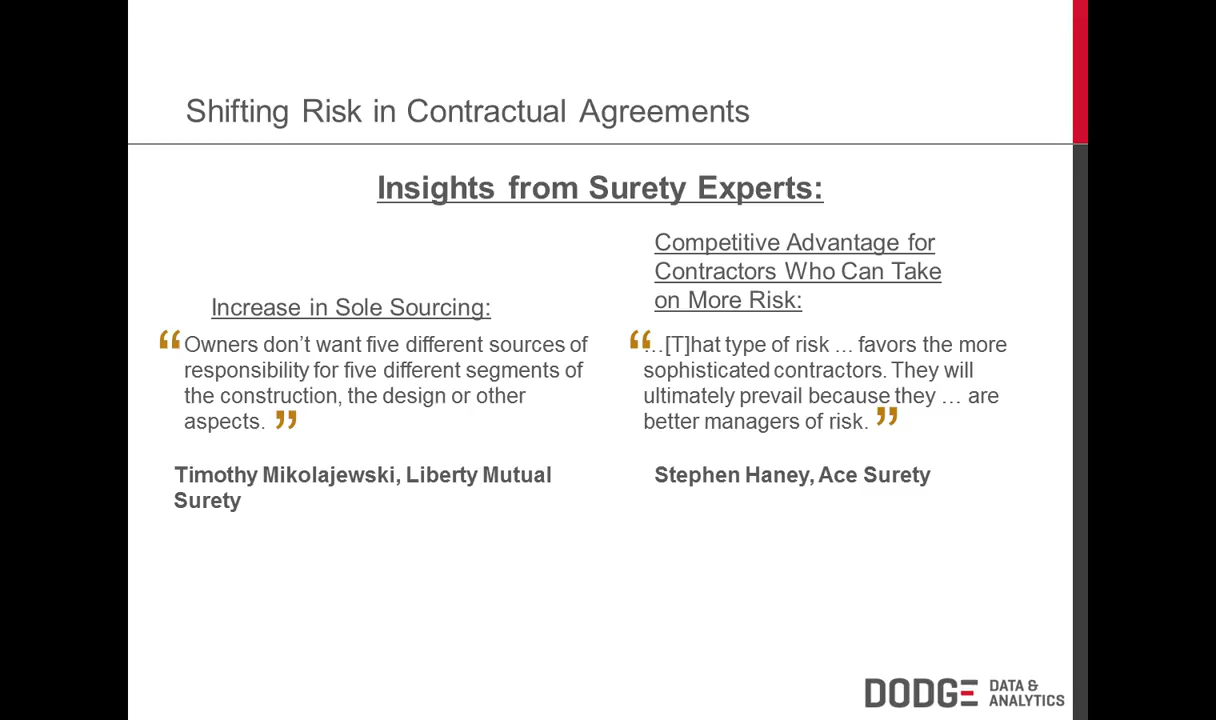 Shifting Risk in Contractual Agreements
Insights from Surety Experts:
Increase in Sole Sourcing:
“Owners don’t want five different sources of
responsibility for five different segments of
the construction, the design or other
aspects. ”
Timothy Mikolajewski, Liberty Mutual
Surety
Competitive Advantage for
Contractors Who Can Take
on More Risk:
“…[T]hat type of risk … favors the more
sophisticated contractors. They will
ultimately prevail because they … are
better managers of risk. ”
Stephen Haney, Ace Surety
DODGE DATA &
ANALYTICS